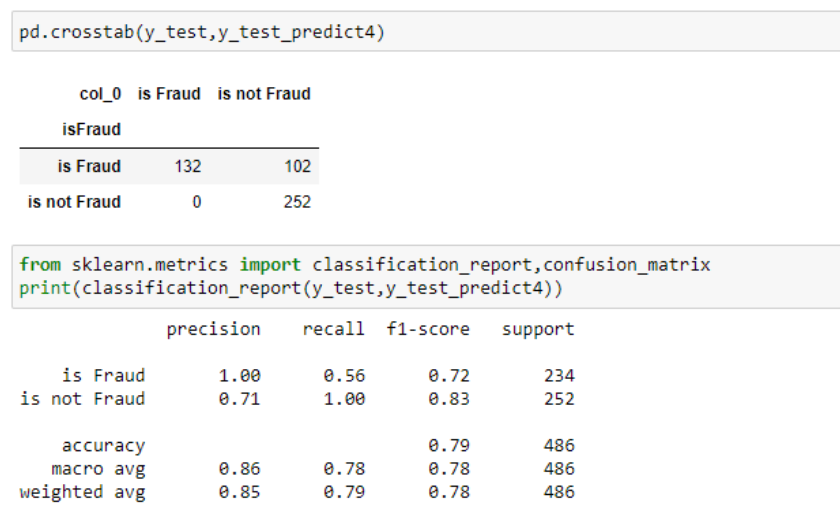 pd.crosstab(y_test,y_test_predict4)
col_0 is Fraud is not Fraud
isFraud
is Fraud 132 102
is not Fraud 0 252
from sklearn.metrics import classification_report,confusion_matrix
print(classification_report(y_test,y_test_predict4))
precision recall f1-score support
is Fraud 1.00 0.56 0.72 234
is not Fraud 0.71 1.00 0.83 252
accuracy 0.79 486
macro avg 0.86 0.78 0.78 486
weighted avg 0.85 0.79 0.78 486